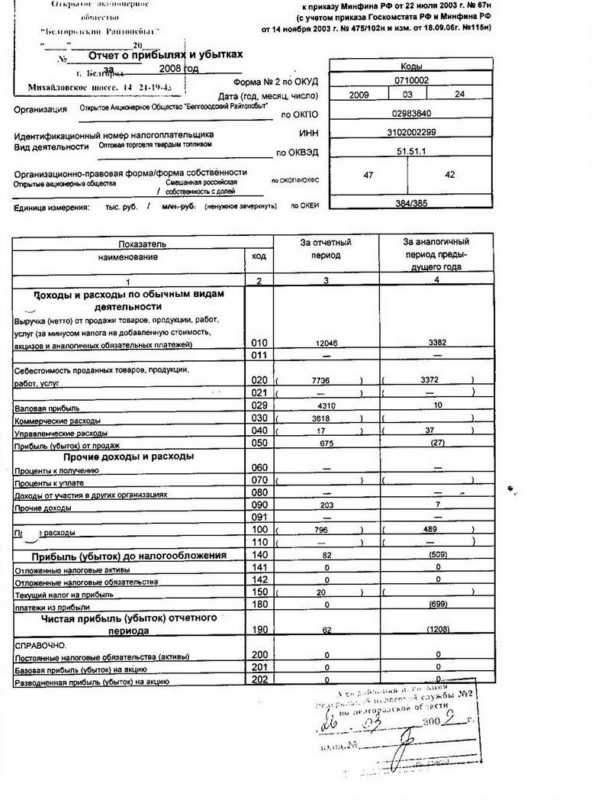 Открытое акционерное
общество
"Белгородский Райтопсбыт"
"____"________20__
№
г. Белгород
Михайловское шоссе. 14 21-19-45
к приказу Минфина РФ от 22 июля 2003 г. № 67н
(с учетом приказа Госкомстата РФ и Минфина РФ
от 14 ноября 2003 г. № 475/102н и изм. от 18.09.06г. №115н)
Отчет о прибылях и убытках
за 2008 год
Коды
Форма № 2 по ОКУД 0710002
Дата (год, месяц, число) 2009 03 24
Организация Открытое Акционерное Общество "Белгородский Райтопсбыт" по ОКПО 02983840
Идентификационный номер налогоплательщика ИНН 3102002299
Вид деятельности Оптовая торговля твердым топливом по ОКВЭД 51.51.1
Организационно-правовая форма/форма собственности
Открытые акционерные общества / Смешанная российская собственность с долей по ОКОПФ/ОКФС 47 42
Единица измерения: тыс. руб. / млн. руб. (ненужное зачеркнуть) по ОКЕИ 384/385
Показатель За отчетный период За аналогичный период преды-дущего года
наименование код
1 2 3 4
Доходы и расходы по обычным видам
деятельности
Выручка (нетто) от продажи товаров, продукции, работ,
услуг (за минусом налога на добавленную стоимость,
акцизов и аналогичных обязательных платежей) 010 12046 3382
011 — —
Себестоимость проданных товаров, продукции,
работ, услуг 020 ( 7736 ) ( 3372 )
021 ( — ) ( — )
Валовая прибыль 029 4310 10
Коммерческие расходы 030 ( 3618 ) ( )
Управленческие расходы 040 ( 17 ) ( 37 )
Прибыль (убыток) от продаж 050 675 (27)
Прочие доходы и расходы
Проценты к получению 060 — —
Проценты к уплате 070 ( — ) ( — )
Доходы от участия в других организациях 080 — —
Прочие доходы 090 203 7
091 — —
расходы 100 ( 796 ) ( 489 )
110 ( — ) ( — )
Прибыль (убыток) до налогообложения 140 82 (509)
Отложенные налоговые активы 141 0 0
Отложенные налоговые обязательства 142 0 0
Текущий налог на прибыль 150 ( 20 ) ( )
платежи из прибыли 180 0 (699)
Чистая прибыль (убыток) отчетного
периода 190 62 (1208)
СПРАВОЧНО.
Постоянные налоговые обязательства (активы) 200 0 0
Базовая прибыль (убыток) на акцию 201 0 0
Разводненная прибыль (убыток) на акцию 202 0 0
налоговой службы №2
по Белгородской области
26 03 2009 г.
вход.№